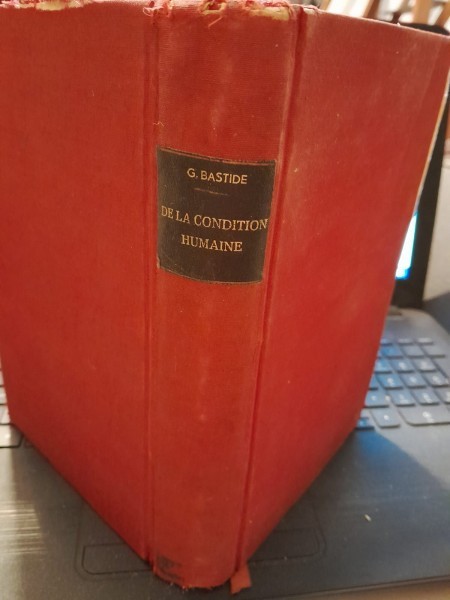 G. BASTIDE
DE LA CONDITION
HUMAINE